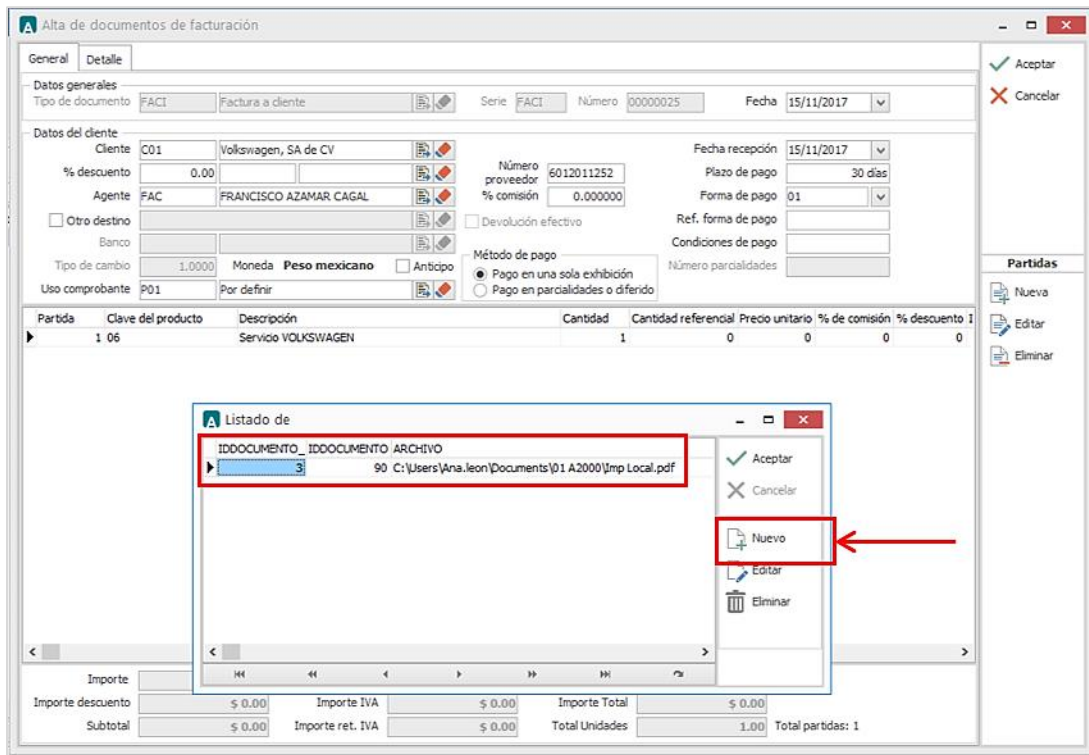 Alta de documentos de facturación
General Detalle
Aceptar
Cancelar
Datos generales
Tipo de documento FACI Factura a cliente Serie FACI Número 00000025 Fecha 15/11/2017
Datos del cliente
Cliente C01 Volkswagen, SA de CV Fecha recepción 15/11/2017
% descuento 0.00 Número proveedor 6012011252 Plazo de pago 30 días
Agente FAC FRANCISCO AZAMAR CAGAL % comisión 0.000000 Forma de pago 01
Otro destino Devolución efectivo Ref. forma de pago
Banco Condiciones de pago
Método de pago
Tipo de cambio 1.0000 Moneda Peso mexicano Anticipo Pago en una sola exhibición Número parcialidades
Uso comprobante P01 Por definir Pago en parcialidades o diferido
Partidas
Nueva
Editar
Eliminar
Partida Clave del producto Descripción Cantidad Cantidad referencial Precio unitario % de comisión % descuento I
1 06 Servicio VOLKSWAGEN 1 0 0 0 0
Listado de
IDDOCUMENTO_ IDDOCUMENTO ARCHIVO
3 90 C:\Users\Ana.leon\Documents\01 A2000\Imp Local.pdf
Aceptar
Cancelar
Nuevo
Editar
Eliminar
Importe
Importe descuento $ 0.00 Importe IVA $ 0.00 Importe Total $ 0.00
Subtotal $ 0.00 Importe ret. IVA $ 0.00 Total Unidades 1.00 Total partidas: 1